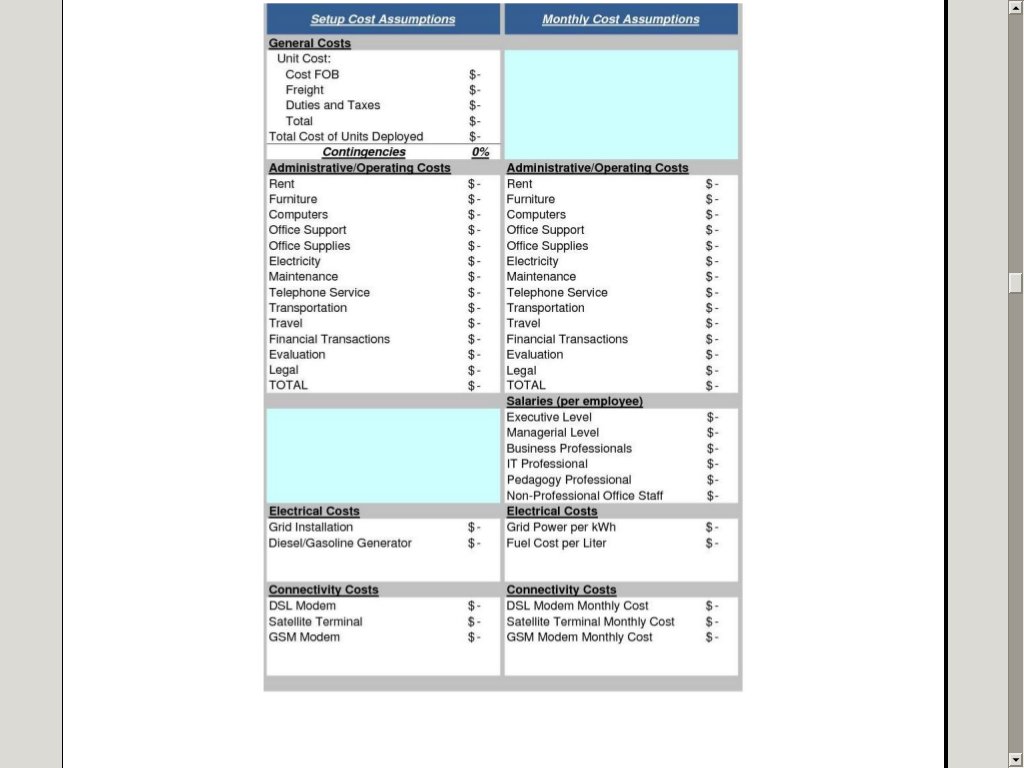 Setup Cost Assumptions Monthly Cost Assumptions
General Costs
Unit Cost:
Cost FOB $-
Freight $-
Duties and Taxes $-
Total $-
Total Cost of Units Deployed $-
Contingencies 0%
Administrative/Operating Costs Administrative/Operating Costs
Rent $- Rent $-
Furniture $- Furniture $-
Computers $- Computers $-
Office Support $- Office Support $-
Office Supplies $- Office Supplies $-
Electricity $- Electricity $-
Maintenance $- Maintenance $-
Telephone Service $- Telephone Service $-
Transportation $- Transportation $-
Travel $- Travel $-
Financial Transactions $- Financial Transactions $-
Evaluation $- Evaluation $-
Legal $- Legal $-
TOTAL $- TOTAL $-
Salaries (per employee)
Executive Level $-
Managerial Level $-
Business Professionals $-
IT Professional $-
Pedagogy Professional $-
Non-Professional Office Staff $-
Electrical Costs Electrical Costs
Grid Installation $- Grid Power per kWh $-
Diesel/Gasoline Generator $- Fuel Cost per Liter $-
Connectivity Costs Connectivity Costs
DSL Modem $- DSL Modem Monthly Cost $-
Satellite Terminal $- Satellite Terminal Monthly Cost $-
GSM Modem $- GSM Modem Monthly Cost $-